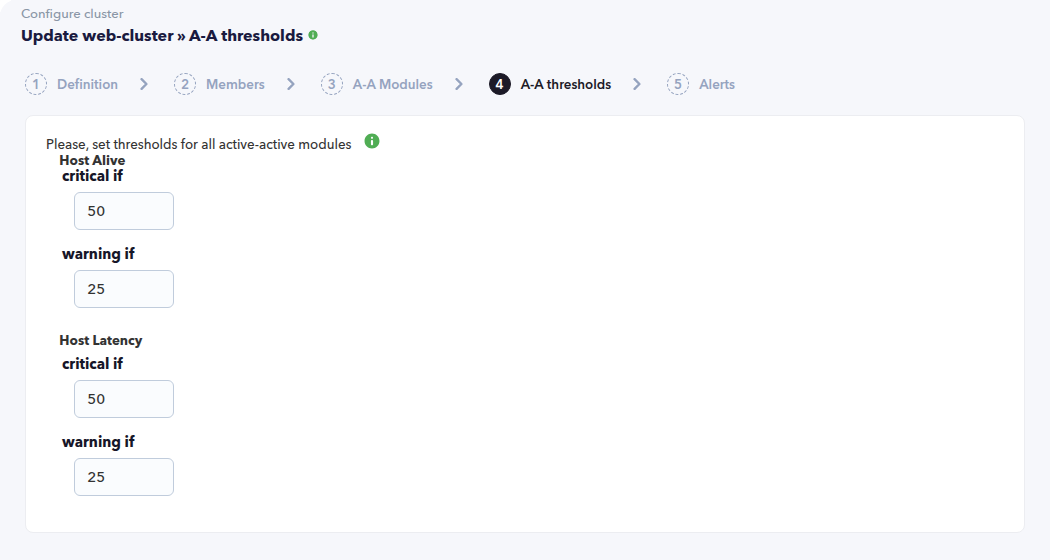 Configure cluster
Update web-cluster » A-A thresholds
1 Definition 2 Members 3 A-A Modules 4 A-A thresholds 5 Alerts
Please, set thresholds for all active-active modules
Host Alive
critical if
50
warning if
25
Host Latency
critical if
50
warning if
25